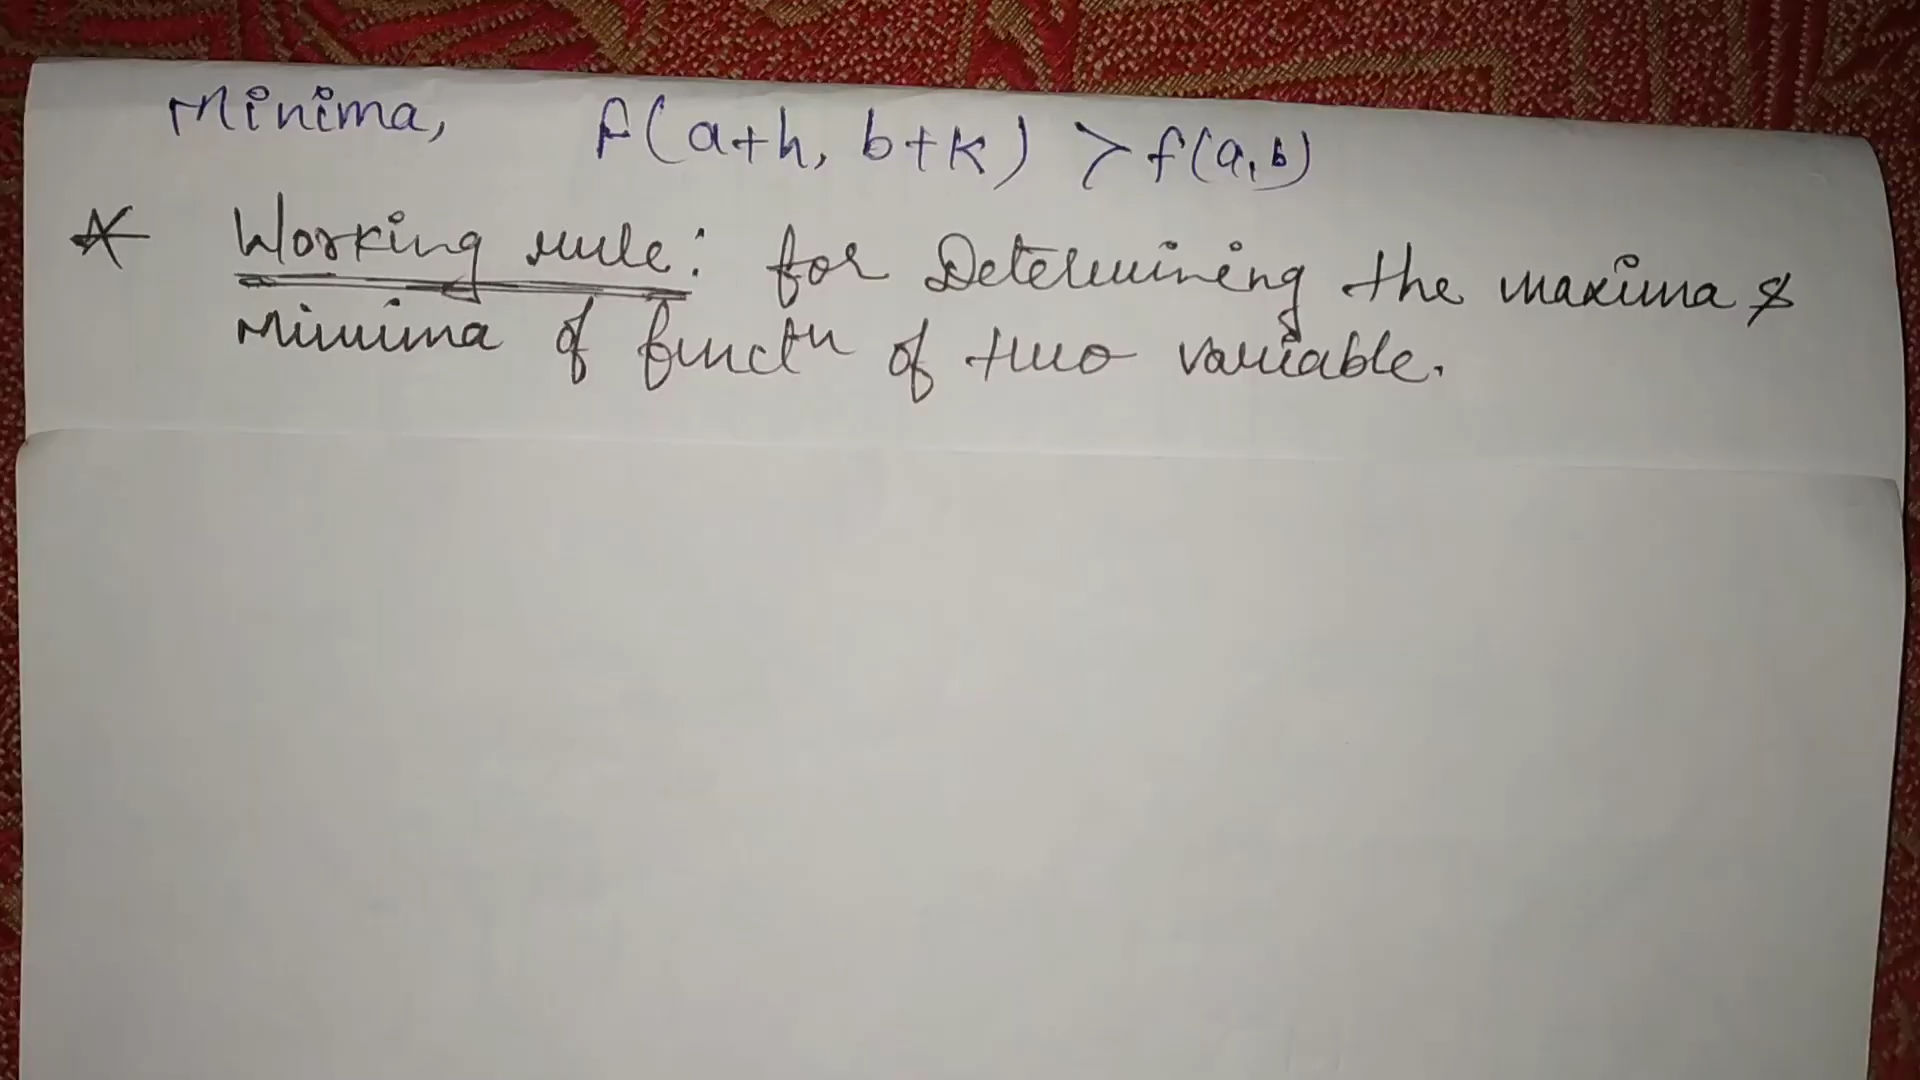 Minima, f(a+h, b+k) > f(a,b)
* Working rule: for Determining the maxima &
Minima of functn of two variable.